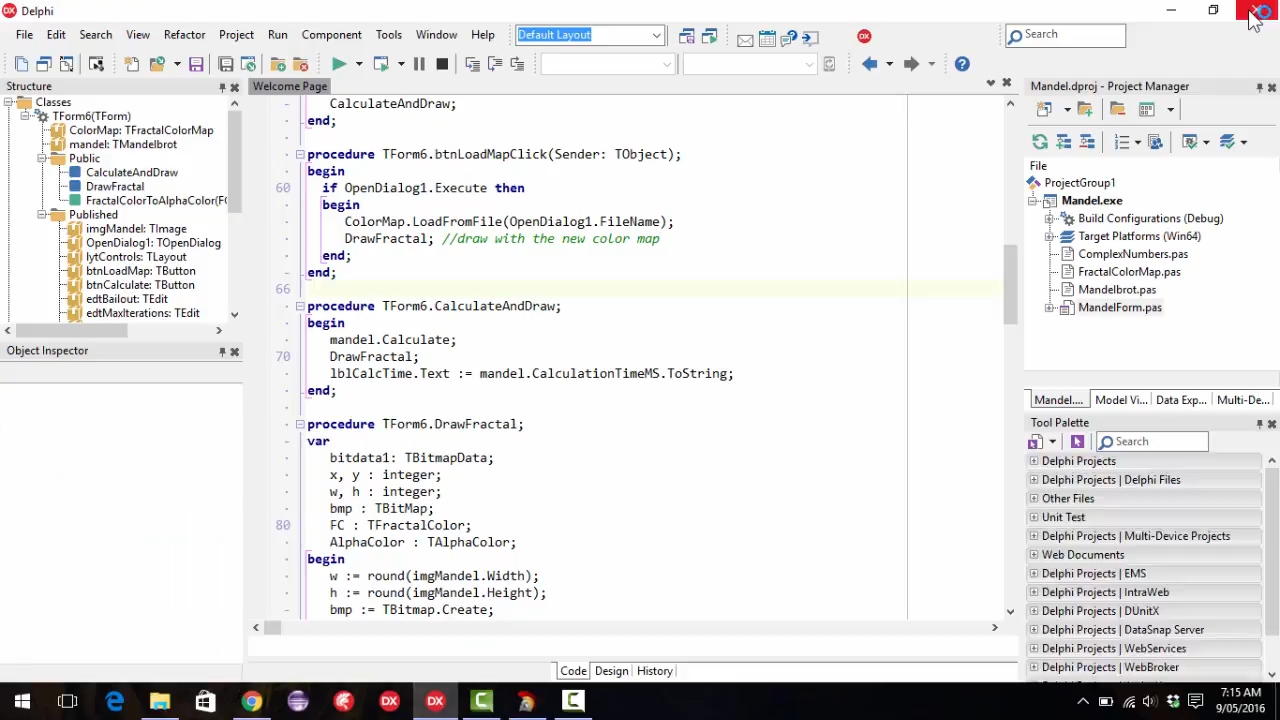 DX Delphi
File Edit Search View Refactor Project Run Component Tools Window Help Default Layout DX Search
Structure
Classes
TForm6(TForm)
ColorMap: TFractalColorMap
mandel: TMandelbrot
Public
CalculateAndDraw
DrawFractal
FractalColorToAlphaColor(F
Published
imgMandel: TImage
OpenDialog1: TOpenDialog
lytControls: TLayout
btnLoadMap: TButton
btnCalculate: TButton
edtBailout: TEdit
edtMaxIterations: TEdit
Object Inspector
Welcome Page
CalculateAndDraw;
end;
procedure TForm6.btnLoadMapClick(Sender: TObject);
begin
60 if OpenDialog1.Execute then
begin
ColorMap.LoadFromFile(OpenDialog1.FileName);
DrawFractal; //draw with the new color map
end;
end;
66
procedure TForm6.CalculateAndDraw;
begin
mandel.Calculate;
70 DrawFractal;
lblCalcTime.Text := mandel.CalculationTimeMS.ToString;
end;
procedure TForm6.DrawFractal;
var
bitdata1: TBitmapData;
x, y : integer;
w, h : integer;
bmp : TBitMap;
80 FC : TFractalColor;
AlphaColor : TAlphaColor;
begin
w := round(imgMandel.Width);
h := round(imgMandel.Height);
bmp := TBitmap.Create;
Code Design History
Mandel.dproj - Project Manager
File
ProjectGroup1
Mandel.exe
Build Configurations (Debug)
Target Platforms (Win64)
ComplexNumbers.pas
FractalColorMap.pas
Mandelbrot.pas
MandelForm.pas
Mandel.... Model Vi... Data Exp... Multi-De...
Tool Palette
Search
Delphi Projects
Delphi Projects | Delphi Files
Other Files
Unit Test
Delphi Projects | Multi-Device Projects
Web Documents
Delphi Projects | EMS
Delphi Projects | IntraWeb
Delphi Projects | DUnitX
Delphi Projects | DataSnap Server
Delphi Projects | WebServices
Delphi Projects | WebBroker
DX DX
7:15 AM
9/05/2016